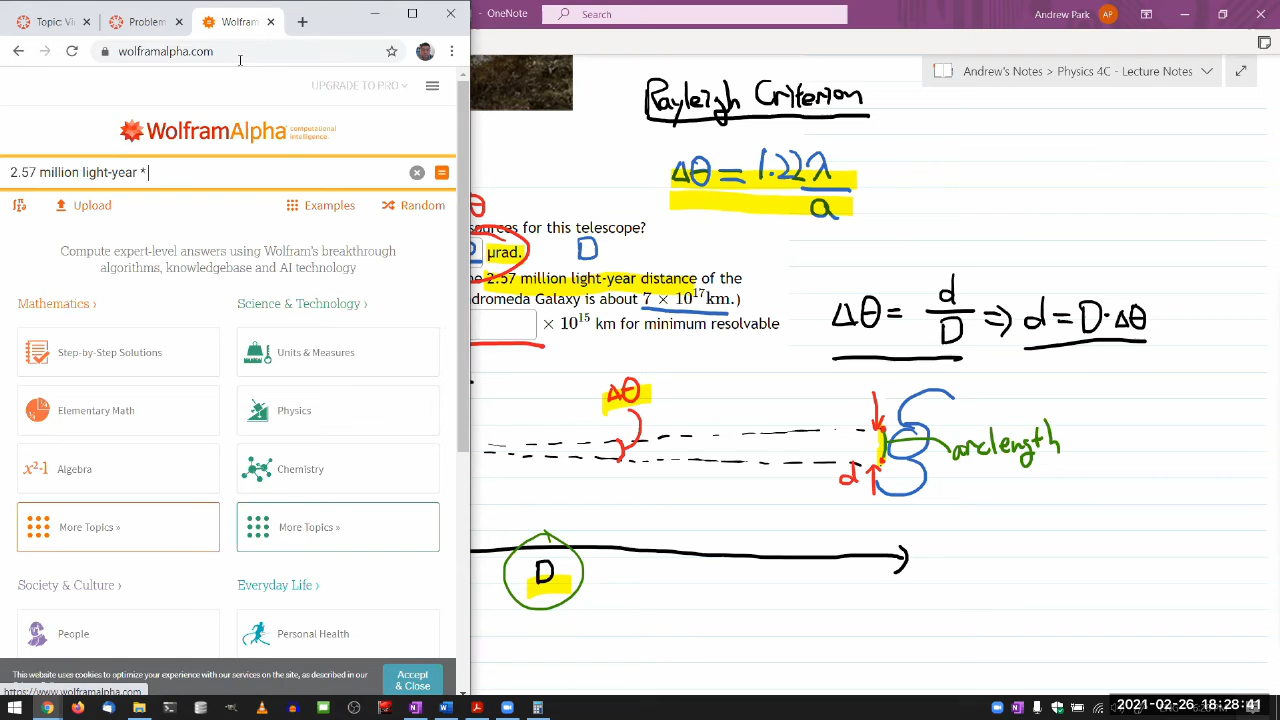 Topic: Vi
Problem
Wolfram
OneNote
Search
Andrew Park
AP
wolframalpha.com
UPGRADE TO PRO
WolframAlpha computational intelligence.
2.57 million light-year *
Upload
Examples
Random
Compute expert-level answers using Wolfram's breakthrough
algorithms, knowledgebase and AI technology
Mathematics ›
Science & Technology ›
Step-by-Step Solutions
Units & Measures
Elementary Math
Physics
x²-1 Algebra
Chemistry
More Topics »
More Topics »
Society & Culture ›
Everyday Life ›
People
Personal Health
This website uses cookies to optimize your experience with our services on the site, as described in our
Accept & Close
https://www.wolframalpha.com
Andrew's Notes > Physics 4C - Lecture notes
Rayleigh Criterion
Δθ = 1.22λ
a
θ
sources for this telescope?
μrad.
D
2.57 million light-year distance of the
dromeda Galaxy is about 7 × 10¹⁷km.)
× 10¹⁵ km for minimum resolvable
Δθ = d/D ⇒ d = D·Δθ
Δθ
arclength
d
D
2021-02-26 18:28:41